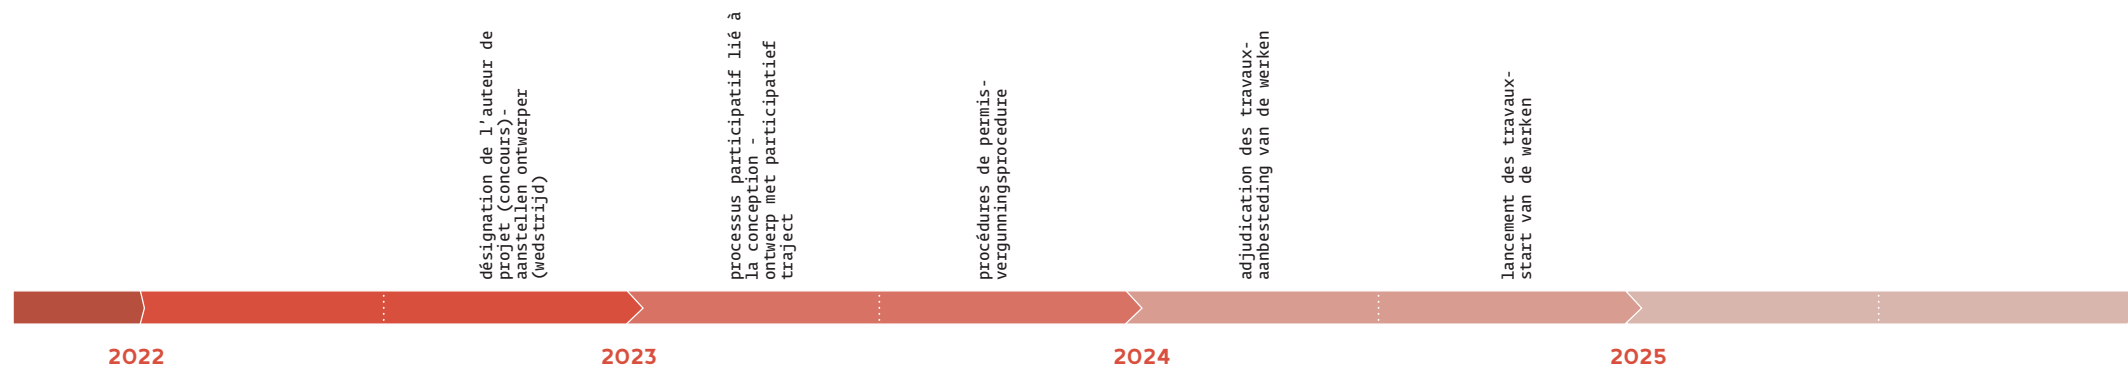 désignation de l'auteur de
projet (concours)-
aanstellen ontwerper
(wedstrijd)
processus participatif lié à
la conception -
ontwerp met participatief
traject
procédures de permis-
vergunningsprocedure
adjudication des travaux-
aanbesteding van de werken
lancement des travaux-
start van de werken
2022
2023
2024
2025